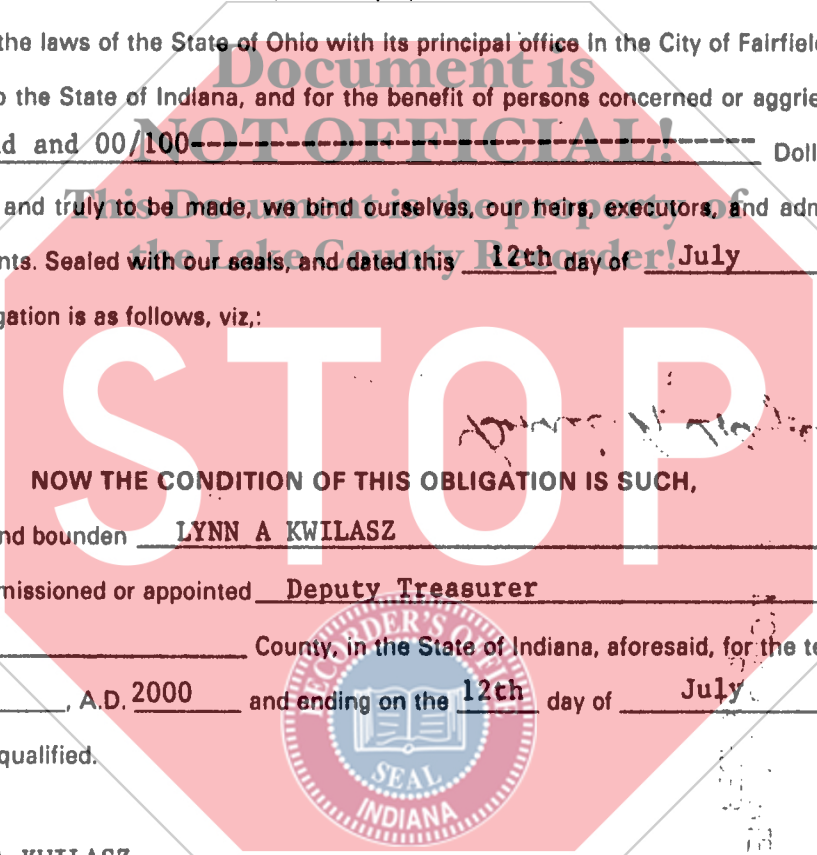 the laws of the State of Ohio with its principal office in the City of Fairfiel
Document is
o the State of Indiana, and for the benefit of persons concerned or aggrie
d and 00/100---------------------------------------- Doll
NOT OFFICIAL!
and truly to be made, we bind ourselves, our heirs, executors, and adm
This Document is the property of
nts. Sealed with our seals, and dated this 12th day of July
the Lake County Recorder!
gation is as follows, viz,:
STOP
NOW THE CONDITION OF THIS OBLIGATION IS SUCH,
nd bounden LYNN A KWILASZ
missioned or appointed Deputy Treasurer
County, in the State of Indiana, aforesaid, for the te
, A.D. 2000 and ending on the 12th day of July
RECORDER'S OFFICE
SEAL
INDIANA
qualified.
KWILASZ